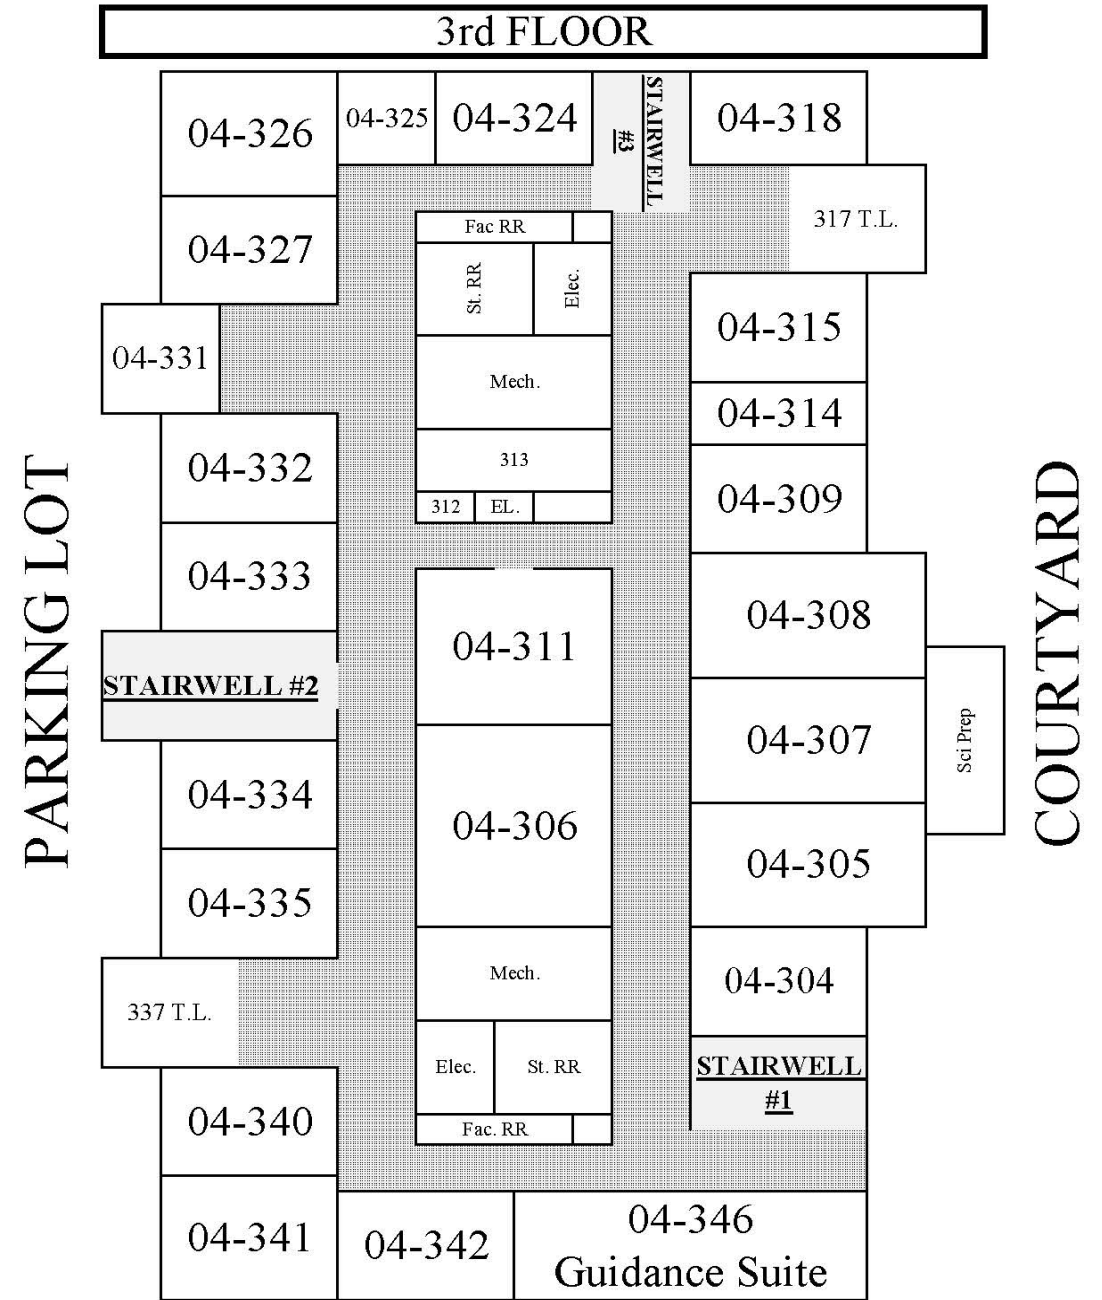 3rd FLOOR
04-326
04-325
04-324
STAIRWELL
#3
04-318
04-327
Fac RR
317 T.L.
St. RR
Elec.
04-331
Mech.
04-315
04-314
04-332
313
04-309
312
EL.
04-333
04-311
04-308
STAIRWELL #2
04-307
Sci Prep
PARKING LOT
COURTYARD
04-334
04-306
04-305
04-335
Mech.
04-304
337 T.L.
Elec.
St. RR
STAIRWELL
#1
04-340
Fac. RR
04-341
04-342
04-346
Guidance Suite